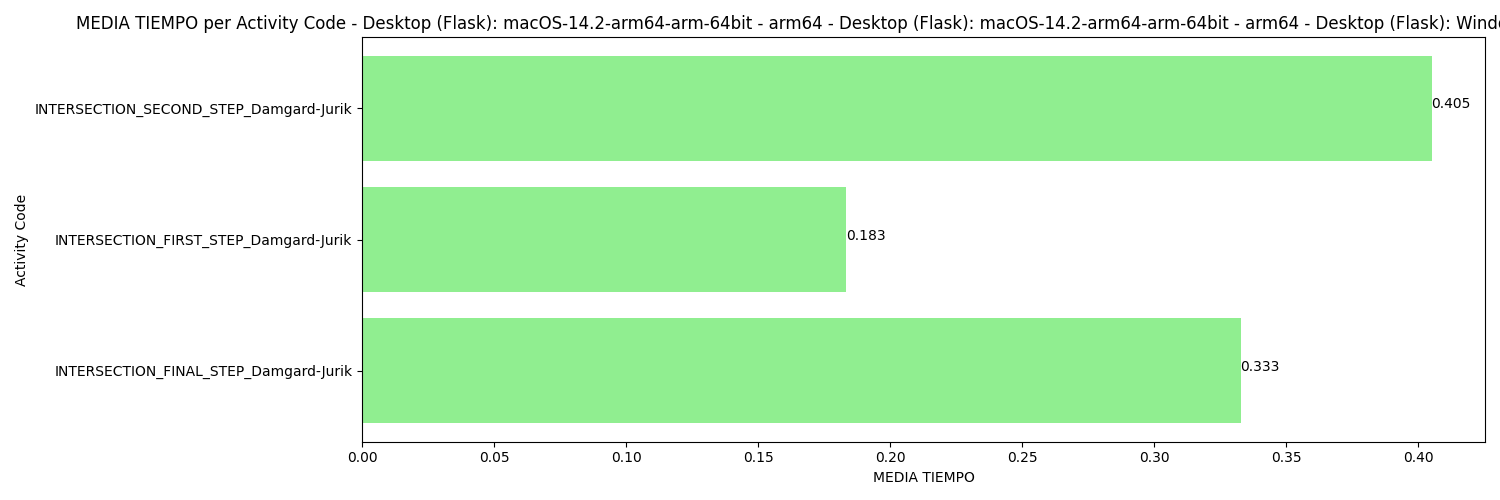 MEDIA TIEMPO per Activity Code - Desktop (Flask): macOS-14.2-arm64-arm-64bit - arm64 - Desktop (Flask): macOS-14.2-arm64-arm-64bit - arm64 - Desktop (Flask):
INTERSECTION_SECOND_STEP_Damgard-Jurik
0.405
INTERSECTION_FIRST_STEP_Damgard-Jurik
0.183
INTERSECTION_FINAL_STEP_Damgard-Jurik
0.333
Activity Code
0.00 0.05 0.10 0.15 0.20 0.25 0.30 0.35 0.40
MEDIA TIEMPO